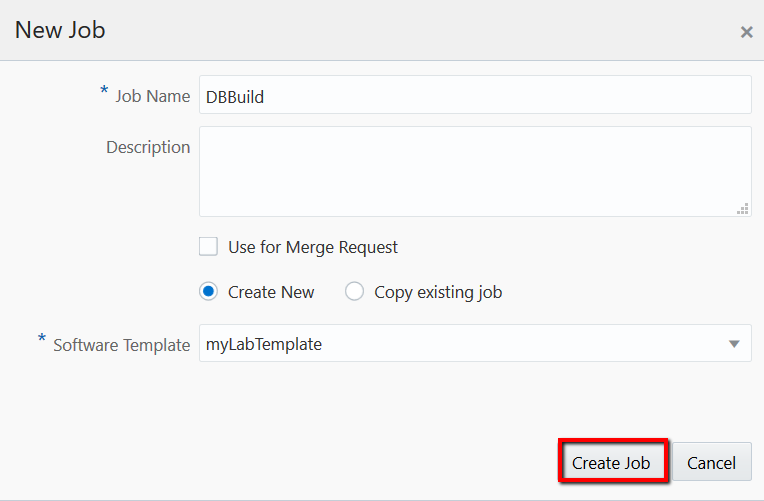 New Job
×
* Job Name DBBuild
Description
Use for Merge Request
Create New Copy existing job
* Software Template myLabTemplate
Create Job Cancel